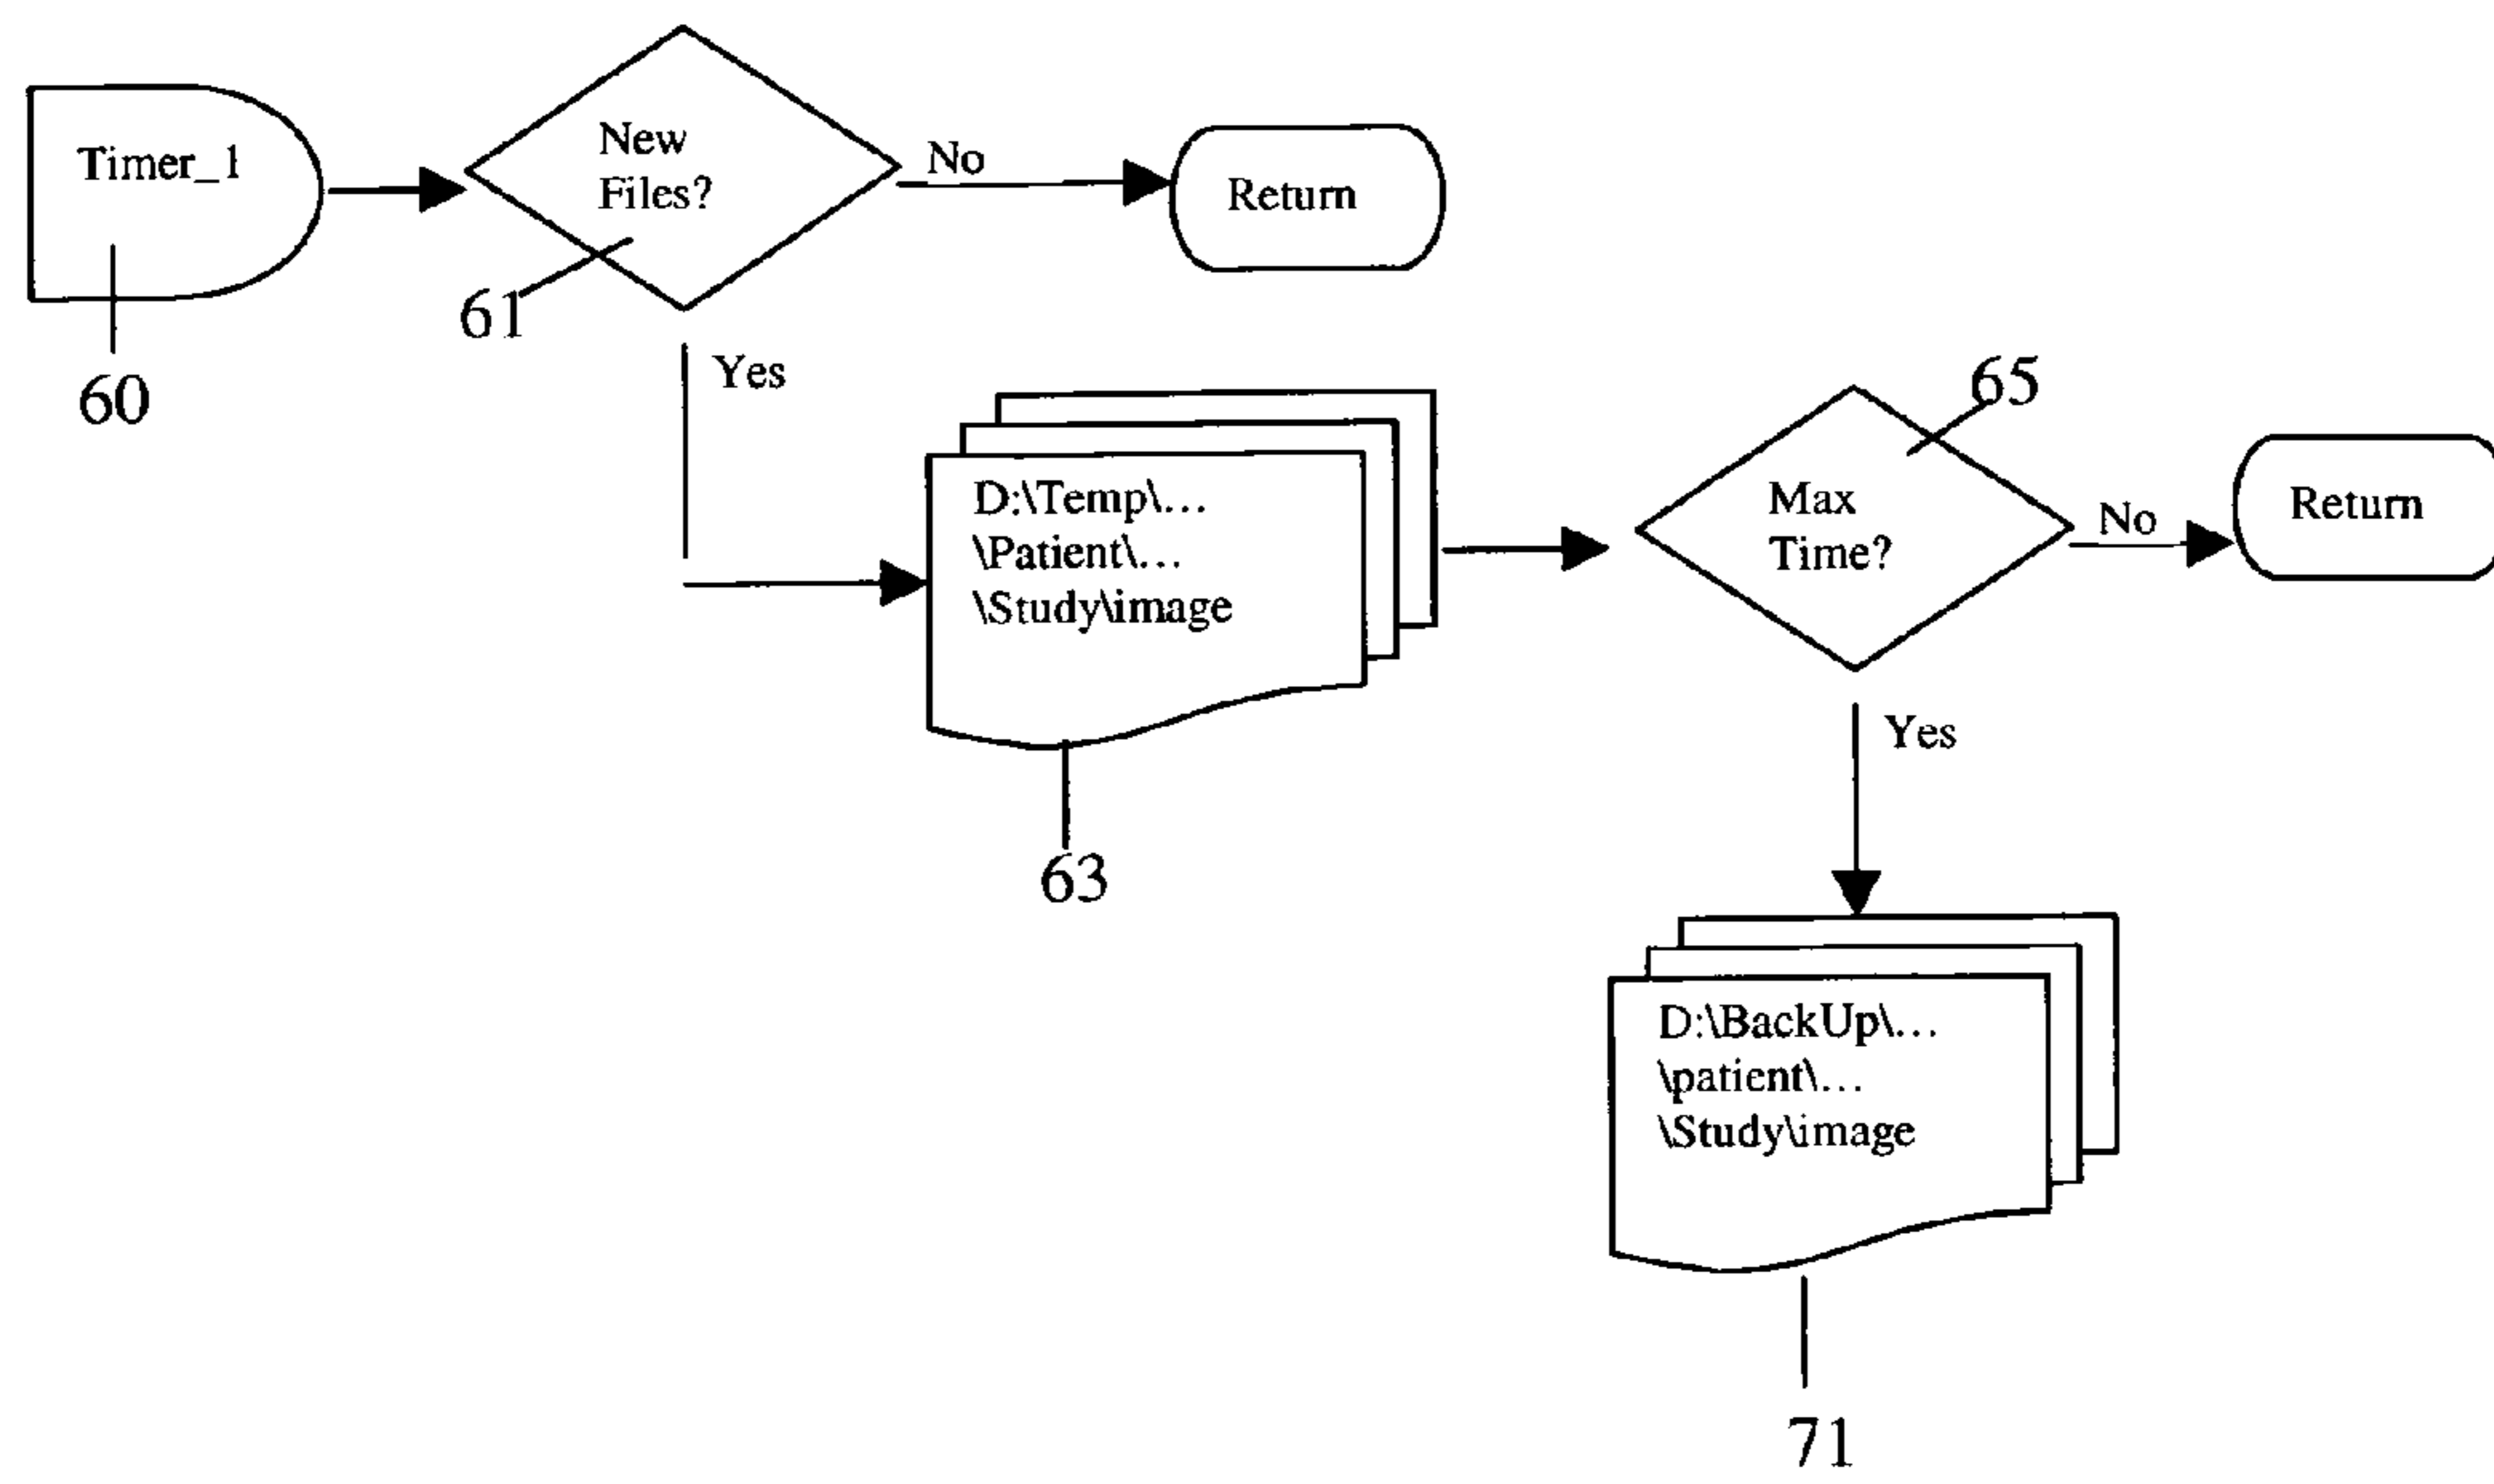 Timer_1
60
New
Files?
61
No
Return
Yes
D:\Temp\...
\Patient\...
\Study\image
63
Max
Time?
65
No
Return
Yes
D:\BackUp\...
\patient\...
\Study\image
71